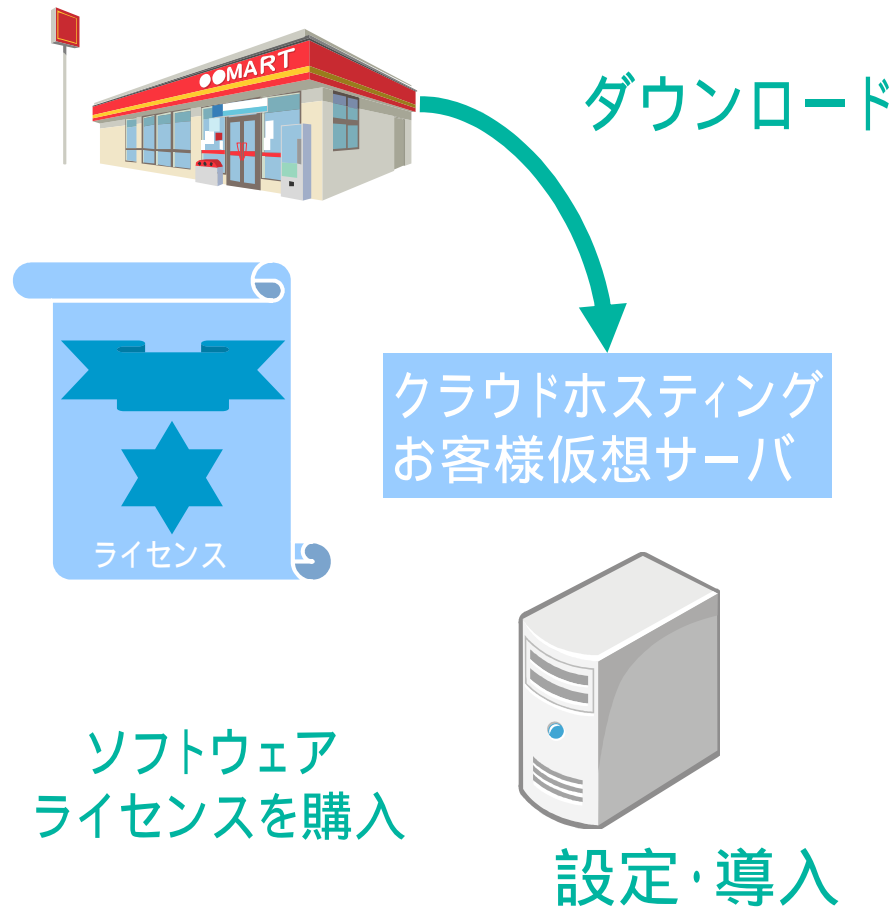 ●●MART
ダウンロード
クラウドホスティング
お客様仮想サーバ
ライセンス
ソフトウェア
ライセンスを購入
設定・導入